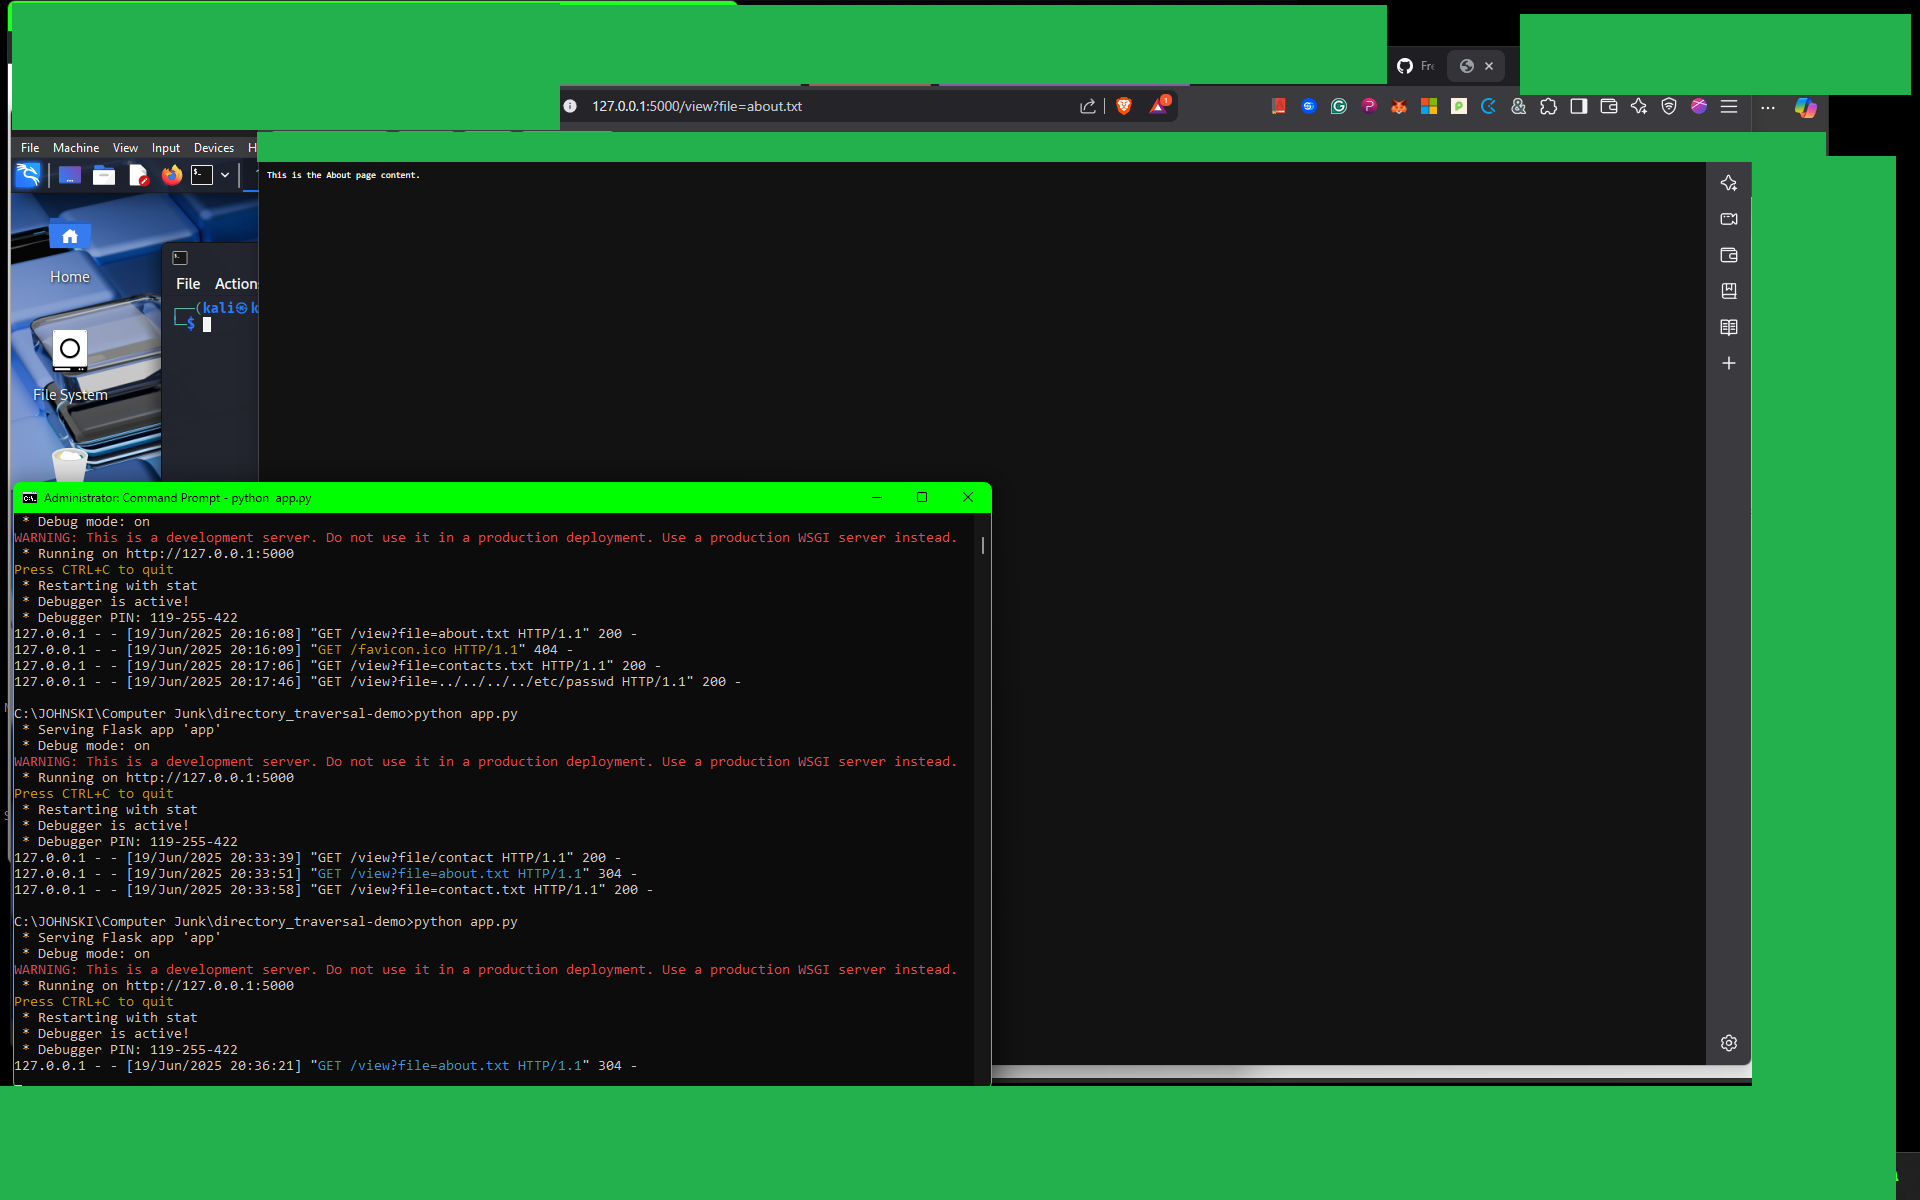 Fre
127.0.0.1:5000/view?file=about.txt
1
File Machine View Input Devices H
This is the About page content.
Home
File Action
(kali㉿k
$
File System
Administrator: Command Prompt - python app.py
* Debug mode: on
WARNING: This is a development server. Do not use it in a production deployment. Use a production WSGI server instead.
* Running on http://127.0.0.1:5000
Press CTRL+C to quit
* Restarting with stat
* Debugger is active!
* Debugger PIN: 119-255-422
127.0.0.1 - - [19/Jun/2025 20:16:08] "GET /view?file=about.txt HTTP/1.1" 200 -
127.0.0.1 - - [19/Jun/2025 20:16:09] "GET /favicon.ico HTTP/1.1" 404 -
127.0.0.1 - - [19/Jun/2025 20:17:06] "GET /view?file=contacts.txt HTTP/1.1" 200 -
127.0.0.1 - - [19/Jun/2025 20:17:46] "GET /view?file=../../../../etc/passwd HTTP/1.1" 200 -
C:\JOHNSKI\Computer Junk\directory_traversal-demo>python app.py
* Serving Flask app 'app'
* Debug mode: on
WARNING: This is a development server. Do not use it in a production deployment. Use a production WSGI server instead.
* Running on http://127.0.0.1:5000
Press CTRL+C to quit
* Restarting with stat
* Debugger is active!
* Debugger PIN: 119-255-422
127.0.0.1 - - [19/Jun/2025 20:33:39] "GET /view?file/contact HTTP/1.1" 200 -
127.0.0.1 - - [19/Jun/2025 20:33:51] "GET /view?file=about.txt HTTP/1.1" 304 -
127.0.0.1 - - [19/Jun/2025 20:33:58] "GET /view?file=contact.txt HTTP/1.1" 200 -
C:\JOHNSKI\Computer Junk\directory_traversal-demo>python app.py
* Serving Flask app 'app'
* Debug mode: on
WARNING: This is a development server. Do not use it in a production deployment. Use a production WSGI server instead.
* Running on http://127.0.0.1:5000
Press CTRL+C to quit
* Restarting with stat
* Debugger is active!
* Debugger PIN: 119-255-422
127.0.0.1 - - [19/Jun/2025 20:36:21] "GET /view?file=about.txt HTTP/1.1" 304 -